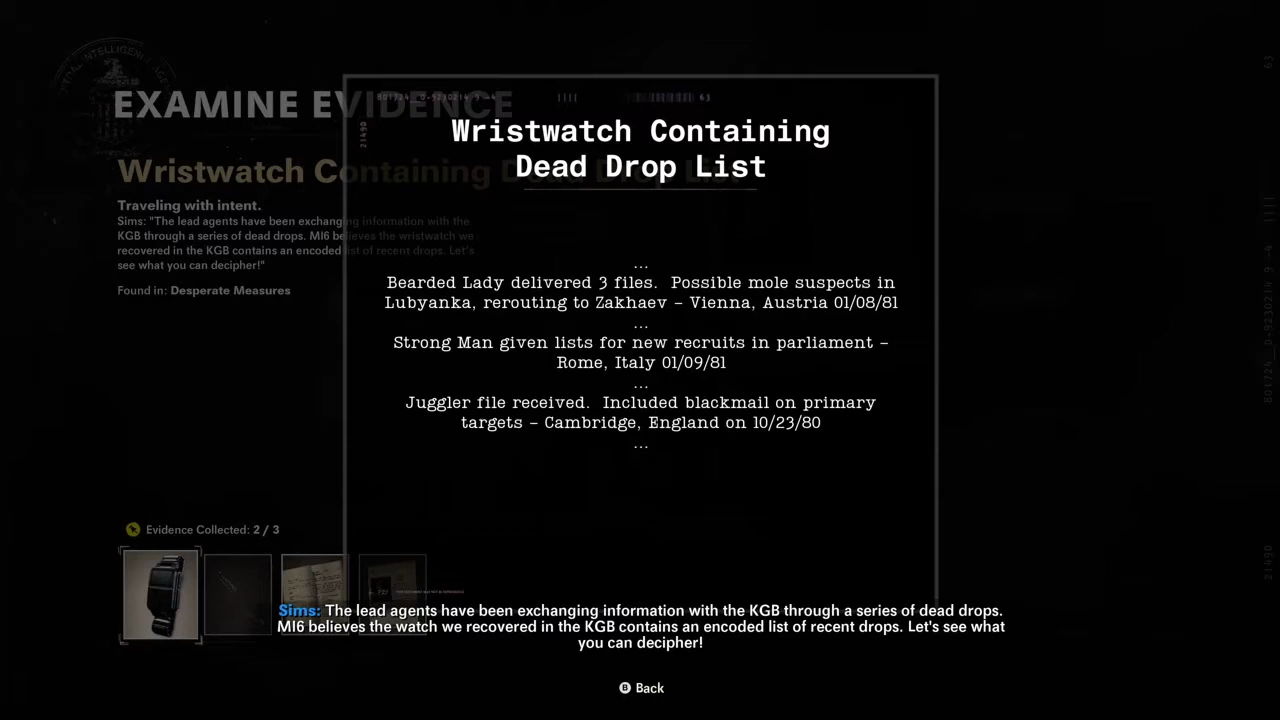 EXAMINE EVIDENCE
Wristwatch Containing Dead Drop List
Traveling with intent.
Sims: "The lead agents have been exchanging information with the
KGB through a series of dead drops. MI6 believes the wristwatch we
recovered in the KGB contains an encoded list of recent drops. Let's
see what you can decipher!"
Found in: Desperate Measures
63
21490
Wristwatch Containing
Dead Drop List
...
Bearded Lady delivered 3 files. Possible mole suspects in
Lubyanka, rerouting to Zakhaev – Vienna, Austria 01/08/81
...
Strong Man given lists for new recruits in parliament –
Rome, Italy 01/09/81
...
Juggler file received. Included blackmail on primary
targets – Cambridge, England on 10/23/80
...
Evidence Collected: 2 / 3
Sims: The lead agents have been exchanging information with the KGB through a series of dead drops.
MI6 believes the watch we recovered in the KGB contains an encoded list of recent drops. Let's see what
you can decipher!
B Back
63
21490